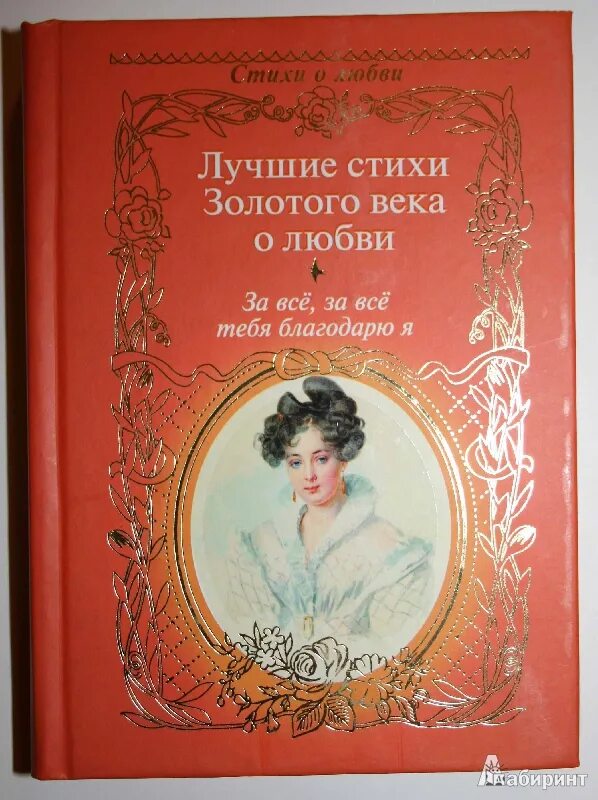 Стихи о любви
Лучшие стихи
Золотого века
о любви
За всё, за всё
тебя благодарю я
Лабиринт